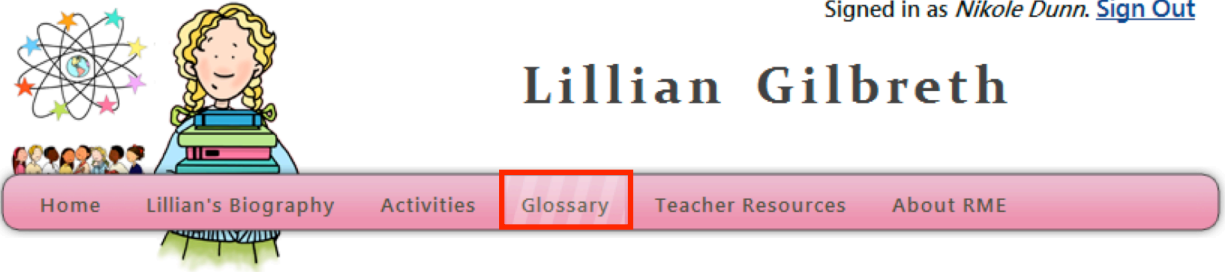 Signed in as Nikole Dunn. Sign Out
Lillian Gilbreth
Home Lillian's Biography Activities Glossary Teacher Resources About RME